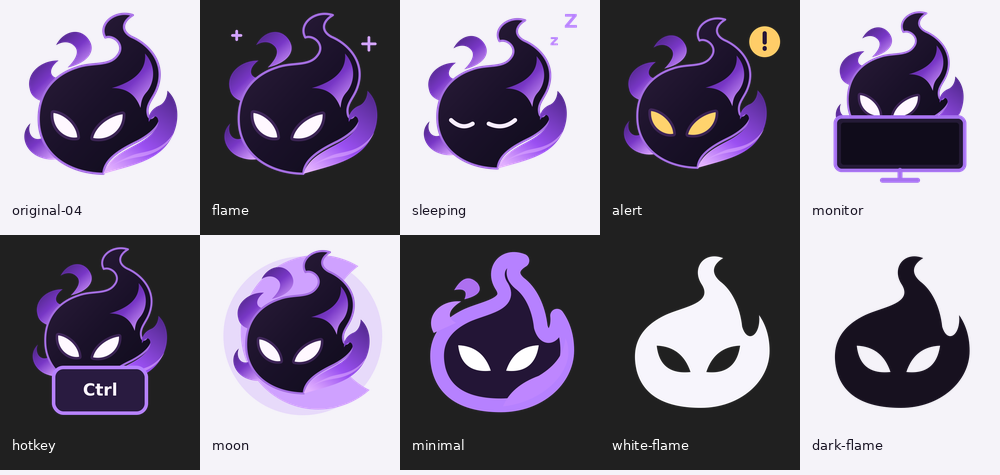 Z
z
!
original-04
flame
sleeping
alert
monitor
Ctrl
hotkey
moon
minimal
white-flame
dark-flame